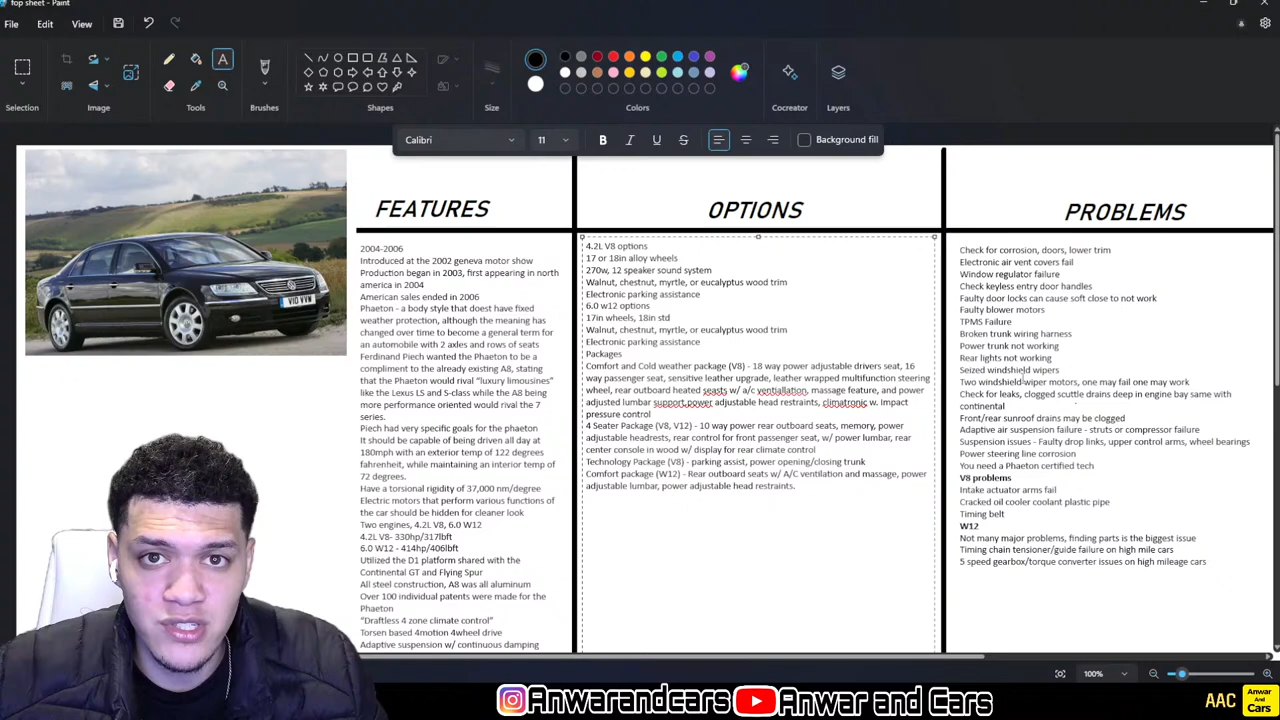 top sheet - Paint
File Edit View
Selection Image Tools Brushes Shapes Size Colors Cocreator Layers
Calibri 11 B I U S Background fill
FEATURES
2004-2006
Introduced at the 2002 geneva motor show
Production began in 2003, first appearing in north
america in 2004
American sales ended in 2006
Phaeton - a body style that doest have fixed
weather protection, although the meaning has
changed over time to become a general term for
an automobile with 2 axles and rows of seats
Ferdinand Piech wanted the Phaeton to be a
compliment to the already existing A8, stating
that the Phaeton would rival “luxury limousines”
like the Lexus LS and S-class while the A8 being
more performance oriented would rival the 7
series.
Piech had very specific goals for the phaeton
It should be capable of being driven all day at
180mph with an exterior temp of 122 degrees
fahrenheit, while maintaining an interior temp of
72 degrees.
Have a torsional rigidity of 37,000 nm/degree
Electric motors that perform various functions of
the car should be hidden for cleaner look
Two engines, 4.2L V8, 6.0 W12
4.2L V8- 330hp/317lbft
6.0 W12 - 414hp/406lbft
Utilized the D1 platform shared with the
Continental GT and Flying Spur
All steel construction, A8 was all aluminum
Over 100 individual patents were made for the
Phaeton
“Draftless 4 zone climate control”
Torsen based 4motion 4wheel drive
Adaptive suspension w/ continuous damping
OPTIONS
4.2L V8 options
17 or 18in alloy wheels
270w, 12 speaker sound system
Walnut, chestnut, myrtle, or eucalyptus wood trim
Electronic parking assistance
6.0 w12 options
17in wheels, 18in std
Walnut, chestnut, myrtle, or eucalyptus wood trim
Electronic parking assistance
Packages
Comfort and Cold weather package (V8) - 18 way power adjustable drivers seat, 16
way passenger seat, sensitive leather upgrade, leather wrapped multifunction steering
wheel, rear outboard heated seasts w/ a/c ventiallation, massage feature, and power
adjusted lumbar support,power adjustable head restraints, climatronic w. Impact
pressure control
4 Seater Package (V8, V12) - 10 way power rear outboard seats, memory, power
adjustable headrests, rear control for front passenger seat, w/ power lumbar, rear
center console in wood w/ display for rear climate control
Technology Package (V8) - parking assist, power opening/closing trunk
Comfort package (W12) - Rear outboard seats w/ A/C ventilation and massage, power
adjustable lumbar, power adjustable head restraints.
PROBLEMS
Check for corrosion, doors, lower trim
Electronic air vent covers fail
Window regulator failure
Check keyless entry door handles
Faulty door locks can cause soft close to not work
Faulty blower motors
TPMS Failure
Broken trunk wiring harness
Power trunk not working
Rear lights not working
Seized windshield wipers
Two windshield wiper motors, one may fail one may work
Check for leaks, clogged scuttle drains deep in engine bay same with
continental
Front/rear sunroof drains may be clogged
Adaptive air suspension failure - struts or compressor failure
Suspension issues - Faulty drop links, upper control arms, wheel bearings
Power steering line corrosion
You need a Phaeton certified tech
V8 problems
Intake actuator arms fail
Cracked oil cooler coolant plastic pipe
Timing belt
W12
Not many major problems, finding parts is the biggest issue
Timing chain tensioner/guide failure on high mile cars
5 speed gearbox/torque converter issues on high mileage cars
V10 VVW
100%
Anwarandcars Anwar and Cars
AAC
Anwar
And
Cars